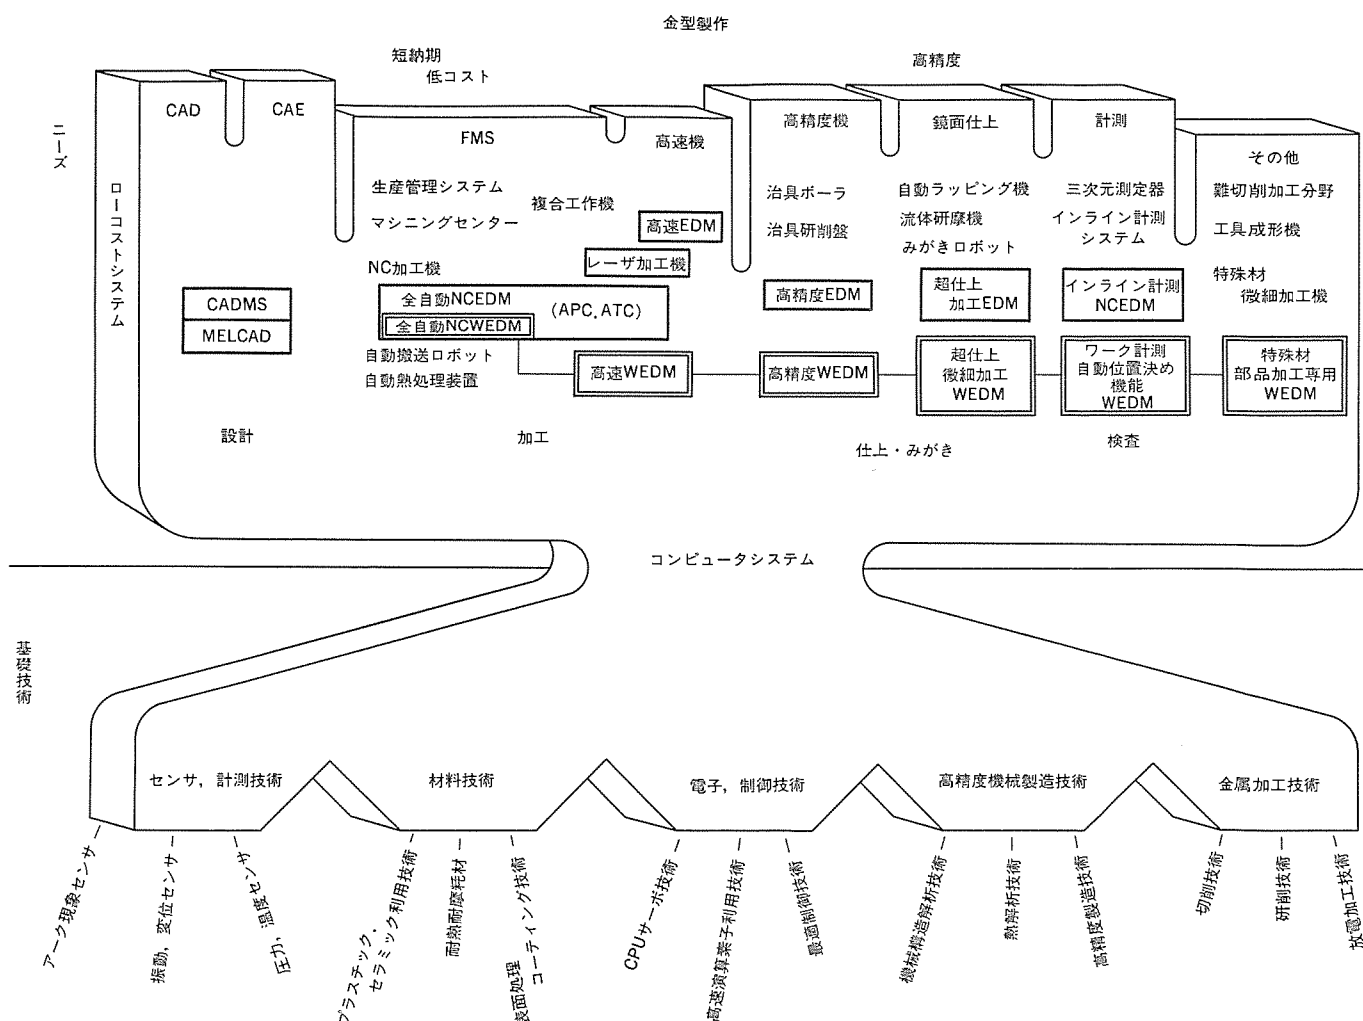 金型製作
短納期
低コスト
高精度
ニーズ
ローコストシステム
CAD
CAE
FMS
高速機
高精度機
鏡面仕上
計測
その他
生産管理システム
マシニングセンター
複合工作機
高速EDM
レーザ加工機
NC加工機
全自動NCEDM
(APC,ATC)
全自動NCWEDM
自動搬送ロボット
自動熱処理装置
CADMS
MELCAD
治具ボーラ
治具研削盤
高精度EDM
自動ラッピング機
流体研摩機
みがきロボット
超仕上
加工EDM
三次元測定器
インライン計測
システム
インライン計測
NCEDM
難切削加工分野
工具成形機
特殊材
微細加工機
高速WEDM
高精度WEDM
超仕上
微細加工
WEDM
ワーク計測
自動位置決め
機能
WEDM
特殊材
部品加工専用
WEDM
設計
加工
仕上・みがき
検査
コンピュータシステム
基礎技術
センサ,計測技術
材料技術
電子,制御技術
高精度機械製造技術
金属加工技術
アーク現象センサ
振動,変位センサ
圧力,温度センサ
プラスチック・
セラミック利用技術
耐熱耐摩耗材
表面処理
コーティング技術
CPUサーボ技術
高速演算素子利用技術
最適制御技術
機械構造解析技術
熱解析技術
高精度製造技術
切削技術
研削技術
放電加工技術